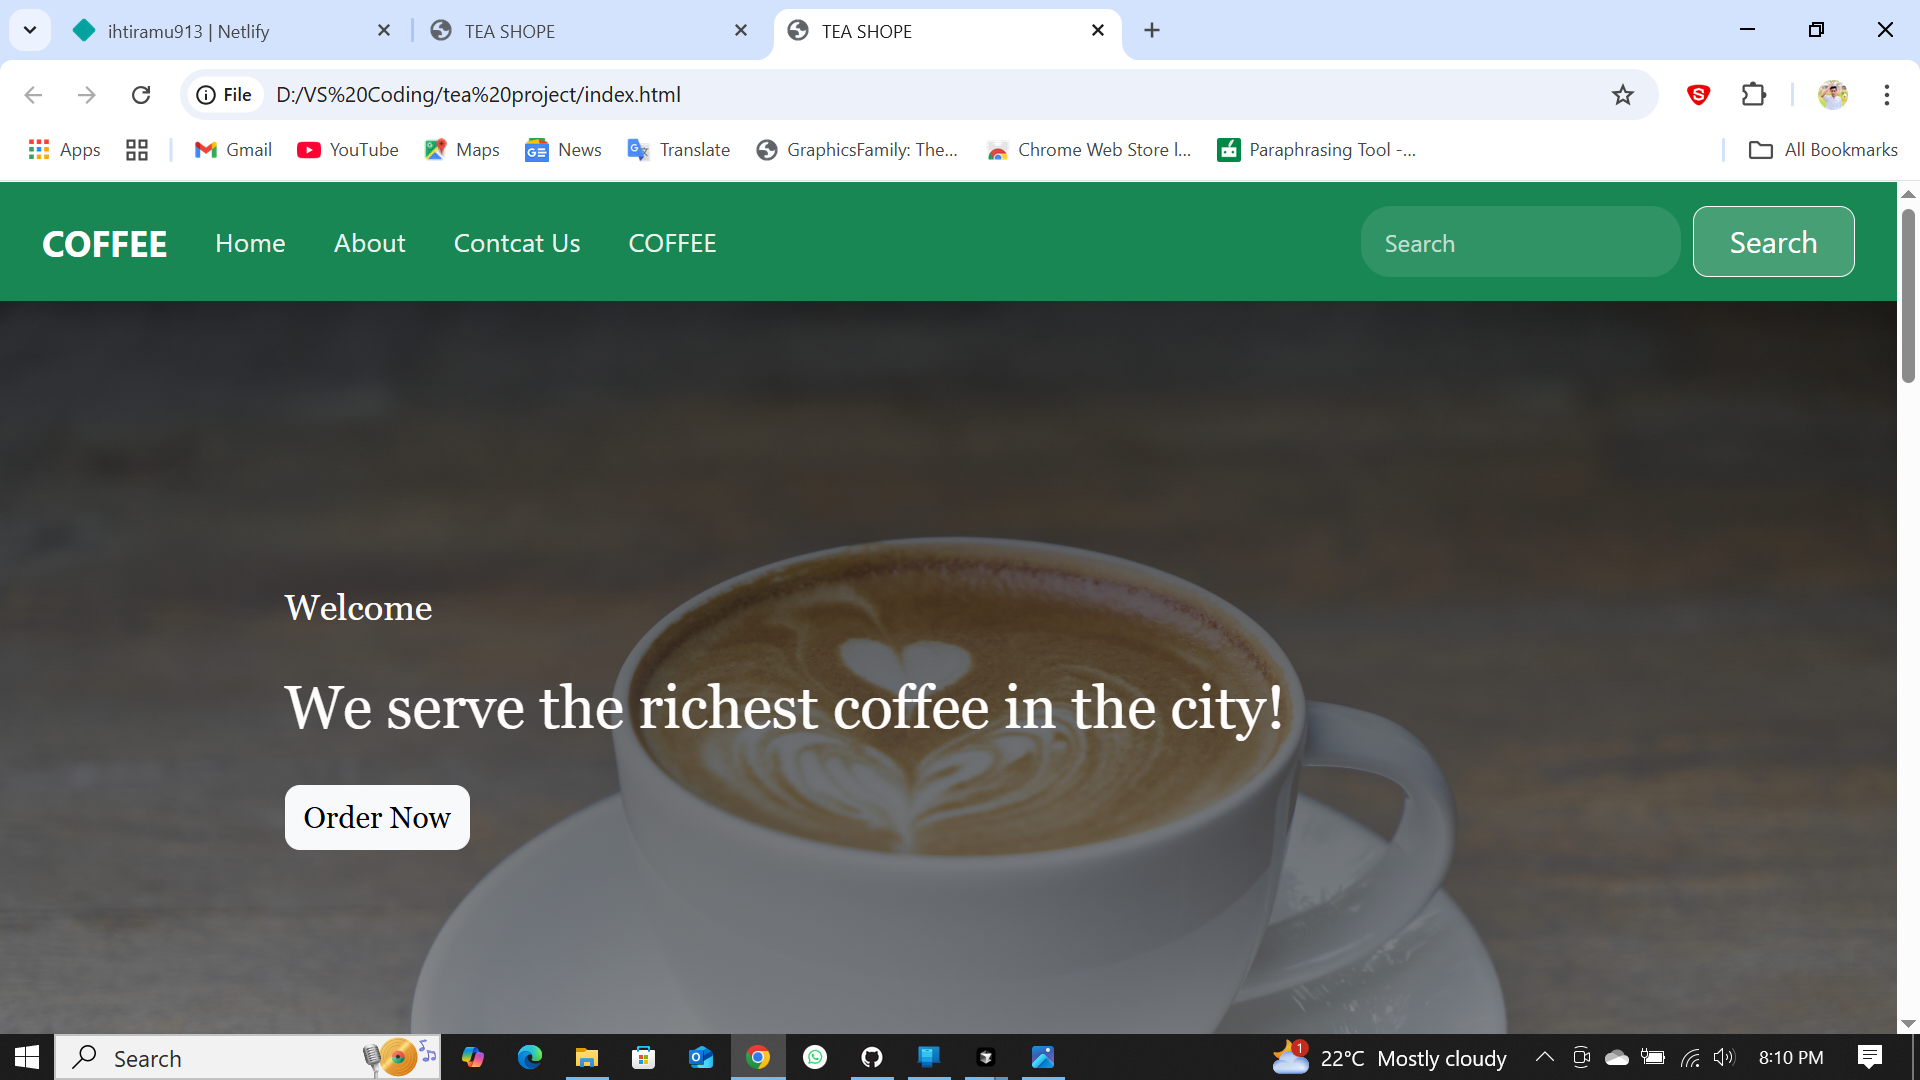 ihtiramu913 | Netlify
TEA SHOPE
TEA SHOPE
File
D:/VS%20Coding/tea%20project/index.html
Apps
Gmail
YouTube
Maps
News
Translate
GraphicsFamily: The...
Chrome Web Store I...
Paraphrasing Tool -...
All Bookmarks
COFFEE
Home
About
Contcat Us
COFFEE
Search
Search
Welcome
We serve the richest coffee in the city!
Order Now
Search
1
22°C Mostly cloudy
8:10 PM